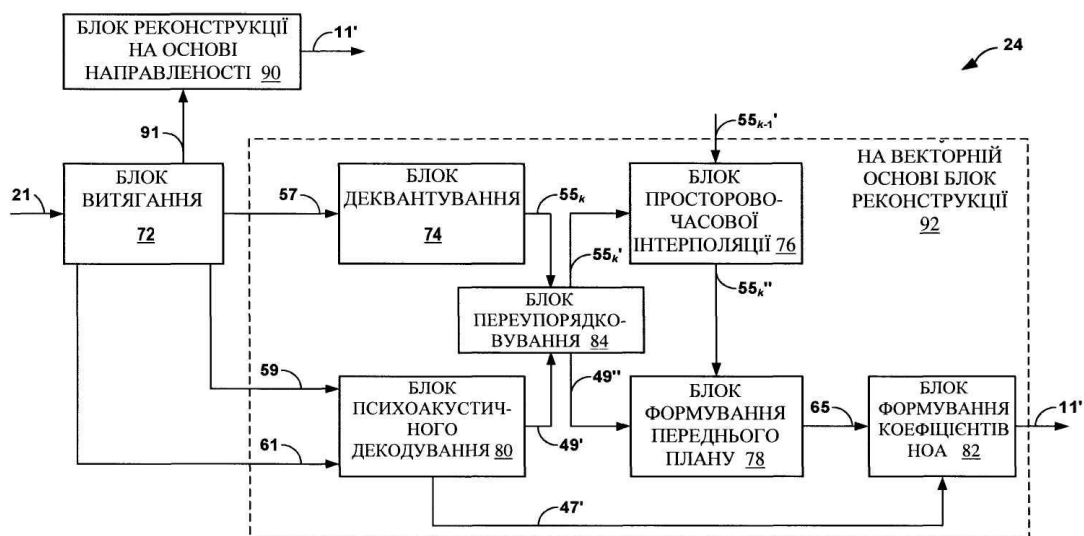 БЛОК РЕКОНСТРУКЦІЇ
НА ОСНОВІ
НАПРАВЛЕНОСТІ 90
11'
24
91
55k-1'
НА ВЕКТОРНІЙ
ОСНОВІ БЛОК
РЕКОНСТРУКЦІЇ
92
21
БЛОК
ВИТЯГАННЯ
72
57
БЛОК
ДЕКВАНТУВАННЯ
74
55k
БЛОК
ПРОСТОРОВО-
ЧАСОВОЇ
ІНТЕРПОЛЯЦІЇ 76
55k'
55k"
БЛОК
ПЕРЕУПОРЯДКО-
ВУВАННЯ 84
59
61
БЛОК
ПСИХОАКУСТИЧ-
НОГО
ДЕКОДУВАННЯ 80
49'
49"
БЛОК
ФОРМУВАННЯ
ПЕРЕДНЬОГО
ПЛАНУ 78
65
БЛОК
ФОРМУВАННЯ
КОЕФІЦІЄНТІВ
НОА 82
11'
47'